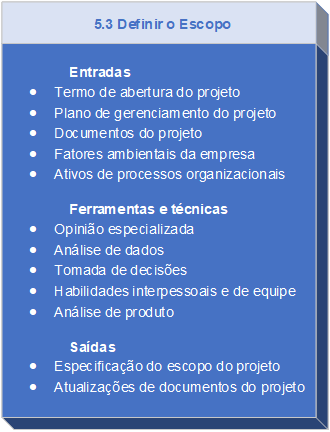 5.3 Definir o Escopo
Entradas
• Termo de abertura do projeto
• Plano de gerenciamento do projeto
• Documentos do projeto
• Fatores ambientais da empresa
• Ativos de processos organizacionais
Ferramentas e técnicas
• Opinião especializada
• Análise de dados
• Tomada de decisões
• Habilidades interpessoais e de equipe
• Análise de produto
Saídas
• Especificação do escopo do projeto
• Atualizações de documentos do projeto